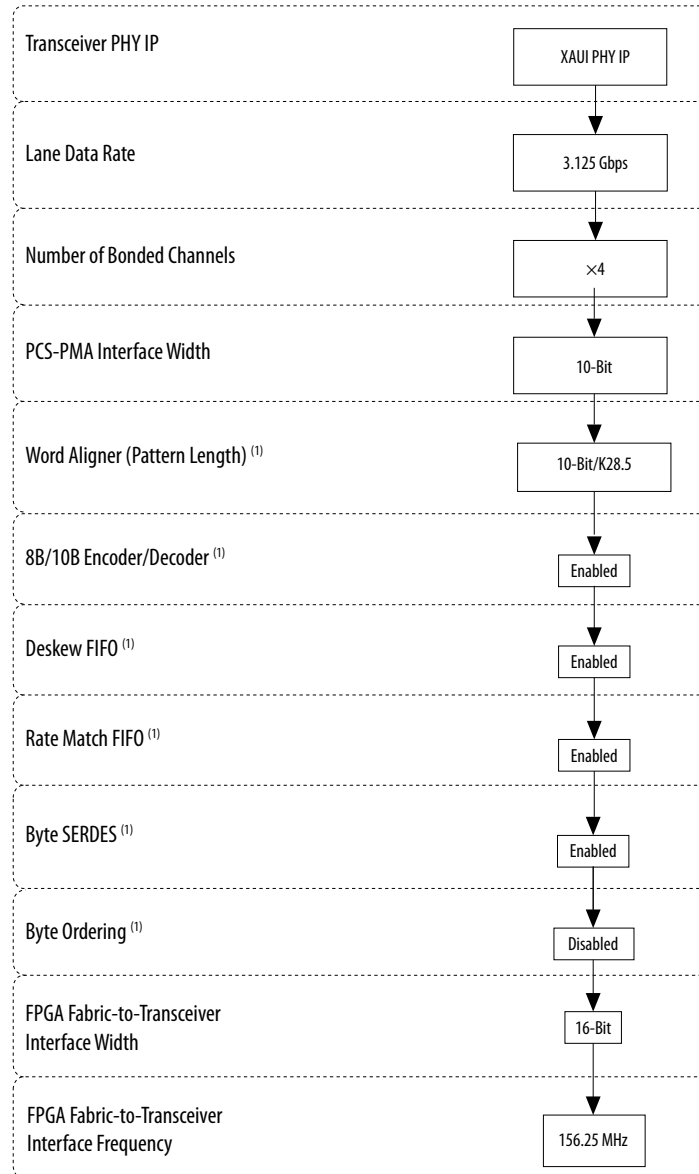 Transceiver PHY IP
XAUI PHY IP
Lane Data Rate
3.125 Gbps
Number of Bonded Channels
×4
PCS-PMA Interface Width
10-Bit
Word Aligner (Pattern Length) (1)
10-Bit/K28.5
8B/10B Encoder/Decoder (1)
Enabled
Deskew FIFO (1)
Enabled
Rate Match FIFO (1)
Enabled
Byte SERDES (1)
Enabled
Byte Ordering (1)
Disabled
FPGA Fabric-to-Transceiver
Interface Width
16-Bit
FPGA Fabric-to-Transceiver
Interface Frequency
156.25 MHz